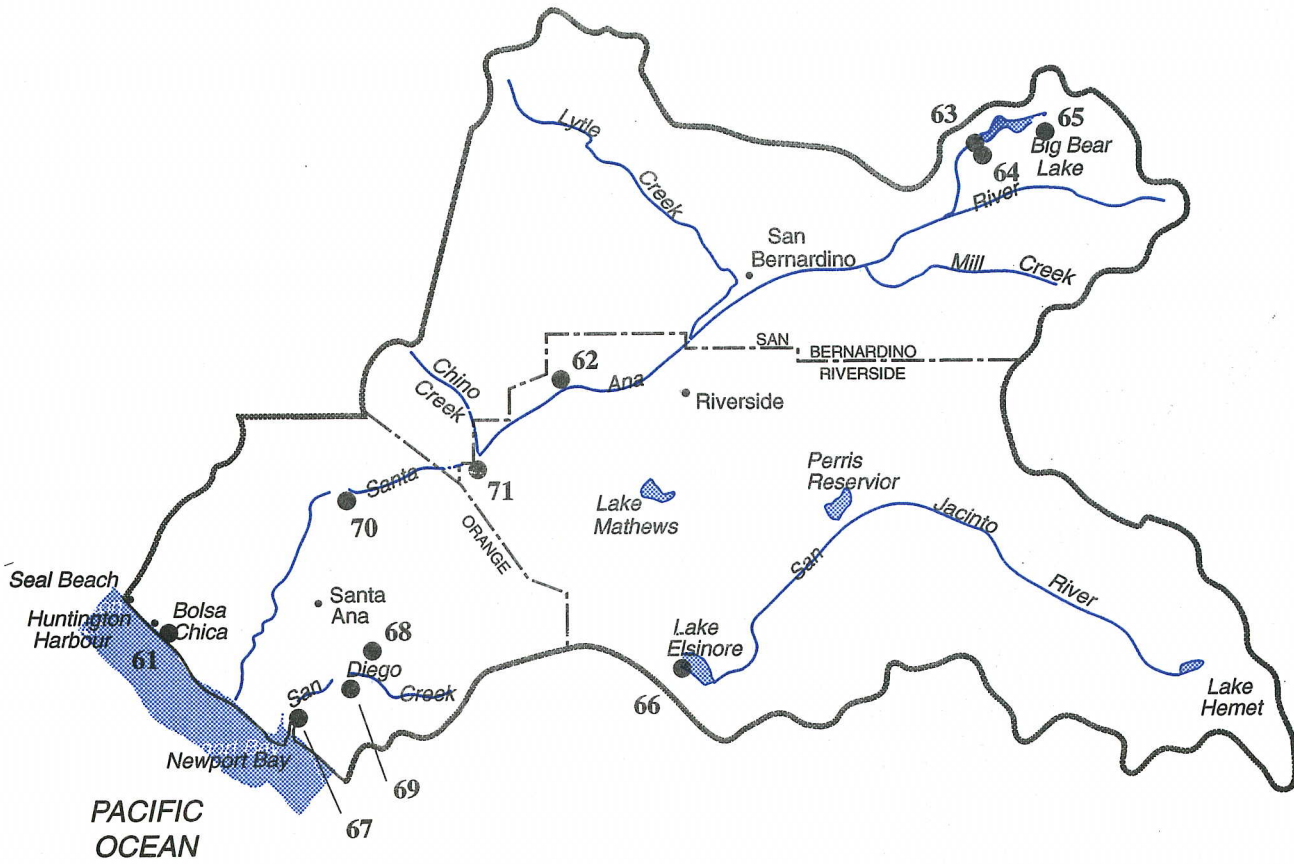 Lytle
Creek
63
65
Big Bear
Lake
64
River
San
Bernardino
Mill
Creek
SAN
BERNARDINO
RIVERSIDE
Chino
Creek
62
Ana
Riverside
Santa
71
70
Lake
Mathews
Perris
Reservior
San
Jacinto
River
ORANGE
Seal Beach
Huntington
Harbour
Bolsa
Chica
61
Santa
Ana
68
San
Diego
Creek
Lake
Elsinore
66
Lake
Hemet
Newport Bay
69
67
PACIFIC
OCEAN